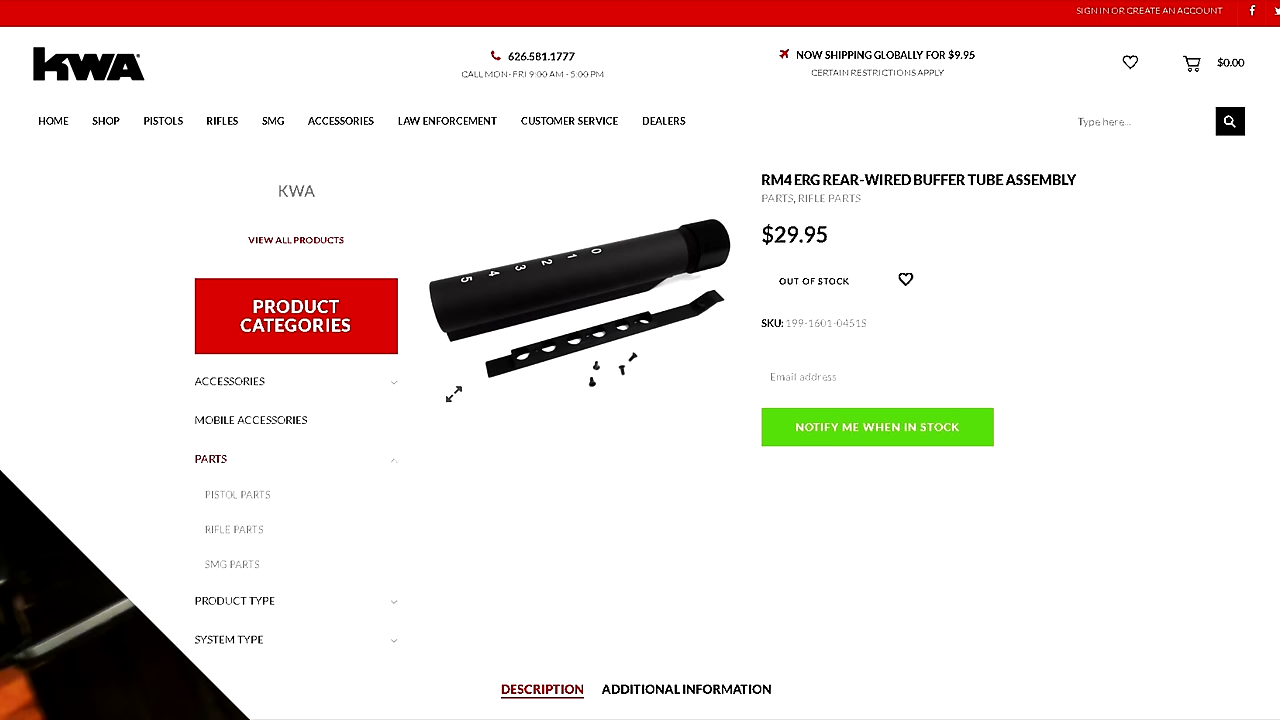 SIGN IN OR CREATE AN ACCOUNT
KWA
626.581.1777
CALL MON - FRI 9:00 AM - 5:00 PM
NOW SHIPPING GLOBALLY FOR $9.95
CERTAIN RESTRICTIONS APPLY
$0.00
HOME SHOP PISTOLS RIFLES SMG ACCESSORIES LAW ENFORCEMENT CUSTOMER SERVICE DEALERS
Type here...
KWA
VIEW ALL PRODUCTS
PRODUCT
CATEGORIES
ACCESSORIES
MOBILE ACCESSORIES
PARTS
PISTOL PARTS
RIFLE PARTS
SMG PARTS
PRODUCT TYPE
SYSTEM TYPE
5 4 3 2 1 0
RM4 ERG REAR-WIRED BUFFER TUBE ASSEMBLY
PARTS, RIFLE PARTS
$29.95
OUT OF STOCK
SKU: 199-1601-0451S
Email address
NOTIFY ME WHEN IN STOCK
DESCRIPTION ADDITIONAL INFORMATION